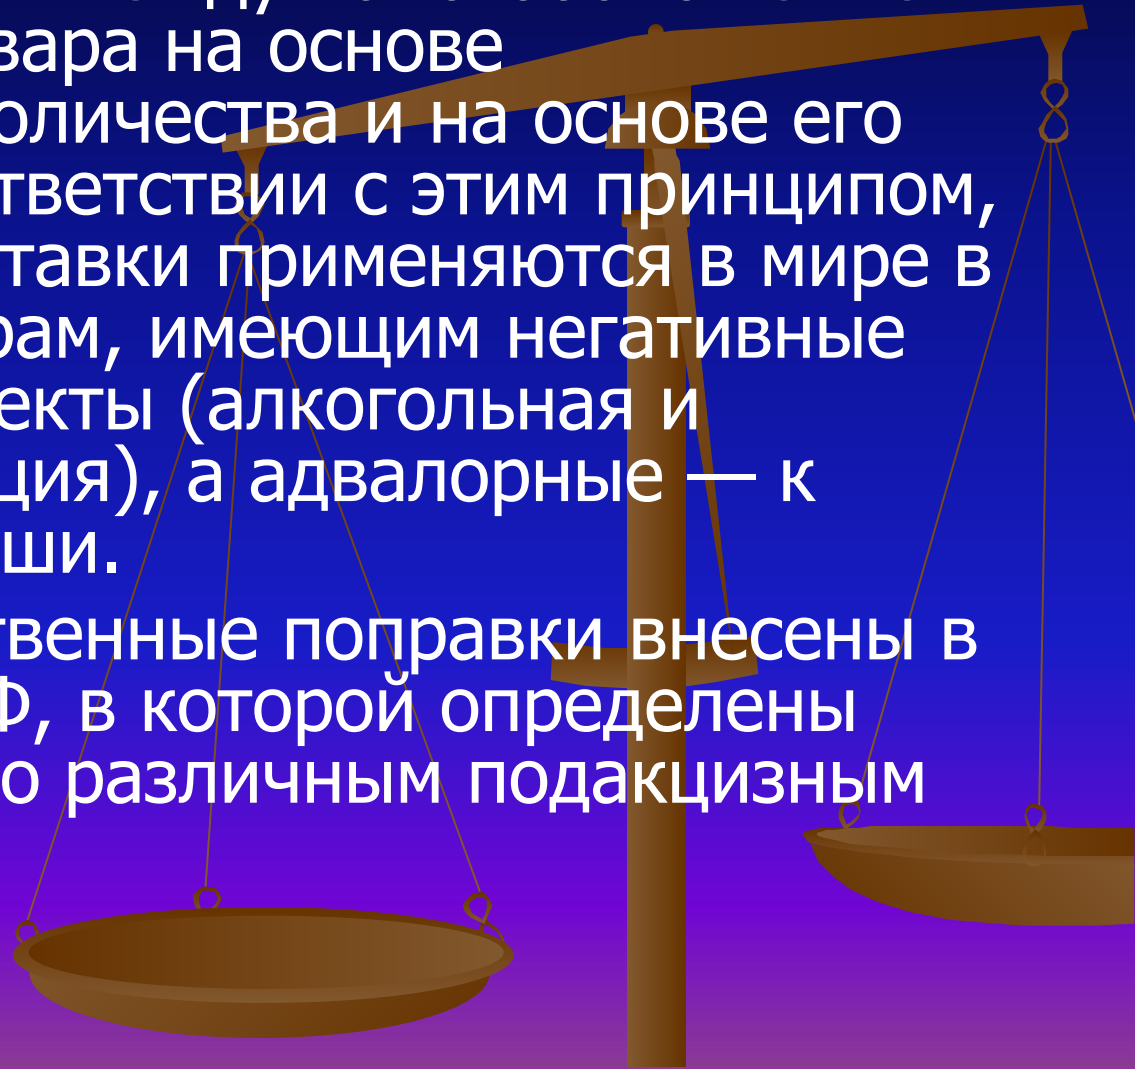 вара на основе
оличества и на основе его
тветствии с этим принципом,
тавки применяются в мире в
рам, имеющим негативные
екты (алкогольная и
ция), а адвалорные — к
ши.
твенные поправки внесены в
Ф, в которой определены
о различным подакцизным